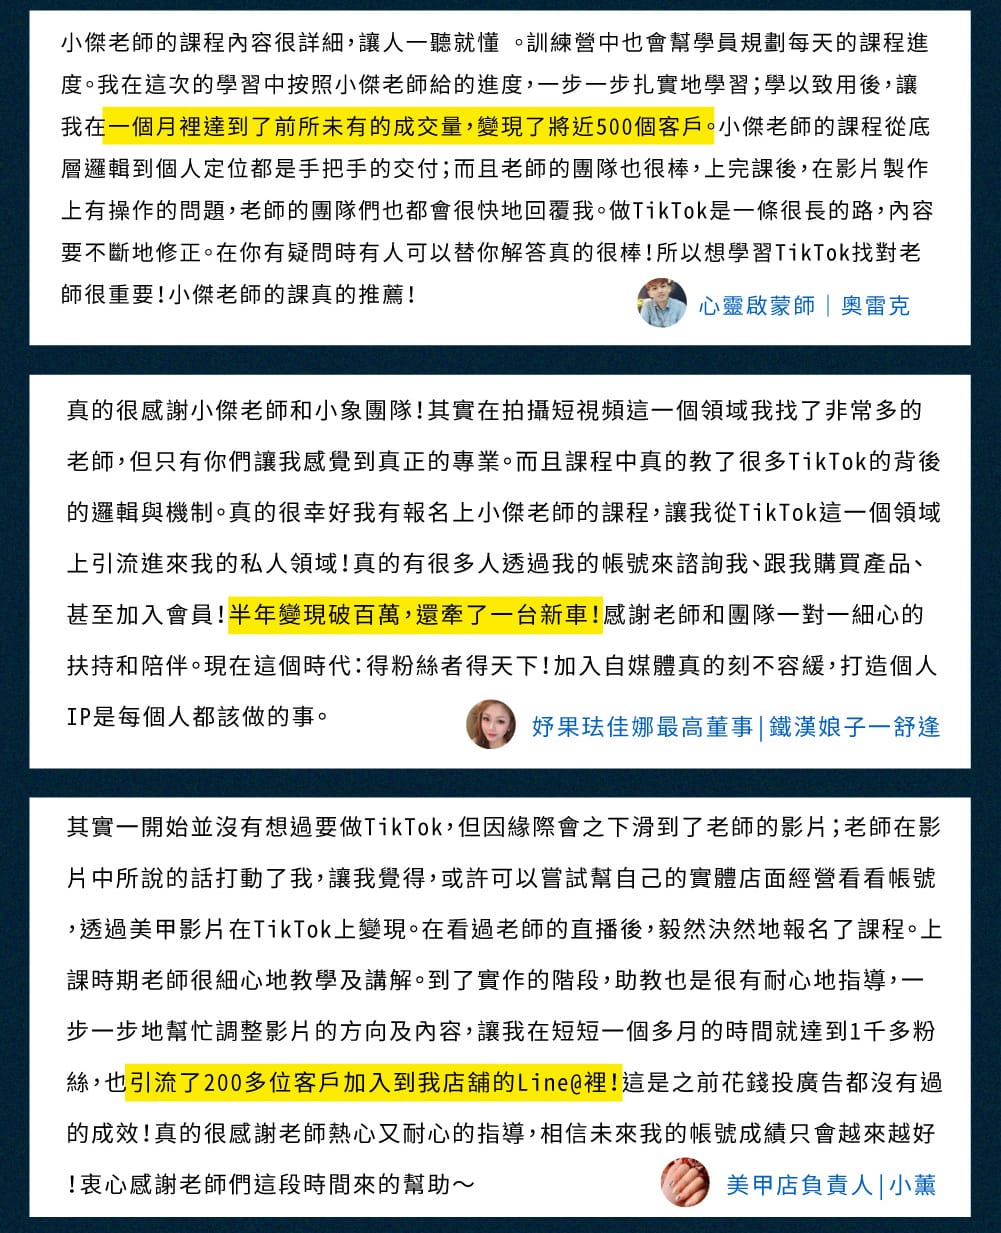 小傑老師的課程內容很詳細，讓人一聽就懂 。訓練營中也會幫學員規劃每天的課程進
度。我在這次的學習中按照小傑老師給的進度，一步一步扎實地學習；學以致用後，讓
我在一個月裡達到了前所未有的成交量，變現了將近500個客戶。小傑老師的課程從底
層邏輯到個人定位都是手把手的交付；而且老師的團隊也很棒，上完課後，在影片製作
上有操作的問題，老師的團隊們也都會很快地回覆我。做TikTok是一條很長的路，內容
要不斷地修正。在你有疑問時有人可以替你解答真的很棒！所以想學習TikTok找對老
師很重要！小傑老師的課真的推薦！
心靈啟蒙師｜奧雷克
真的很感謝小傑老師和小象團隊！其實在拍攝短視頻這一個領域我找了非常多的
老師，但只有你們讓我感覺到真正的專業。而且課程中真的教了很多TikTok的背後
的邏輯與機制。真的很幸好我有報名上小傑老師的課程，讓我從TikTok這一個領域
上引流進來我的私人領域！真的有很多人透過我的帳號來諮詢我、跟我購買產品、
甚至加入會員！半年變現破百萬，還牽了一台新車！感謝老師和團隊一對一細心的
扶持和陪伴。現在這個時代：得粉絲者得天下！加入自媒體真的刻不容緩，打造個人
IP是每個人都該做的事。
妤果珐佳娜最高董事|鐵漢娘子一舒逢
其實一開始並沒有想過要做TikTok，但因緣際會之下滑到了老師的影片；老師在影
片中所說的話打動了我，讓我覺得，或許可以嘗試幫自己的實體店面經營看看帳號
，透過美甲影片在TikTok上變現。在看過老師的直播後，毅然決然地報名了課程。上
課時期老師很細心地教學及講解。到了實作的階段，助教也是很有耐心地指導，一
步一步地幫忙調整影片的方向及內容，讓我在短短一個多月的時間就達到1千多粉
絲，也引流了200多位客戶加入到我店舖的Line@裡！這是之前花錢投廣告都沒有過
的成效！真的很感謝老師熱心又耐心的指導，相信未來我的帳號成績只會越來越好
！衷心感謝老師們這段時間來的幫助～
美甲店負責人|小薰